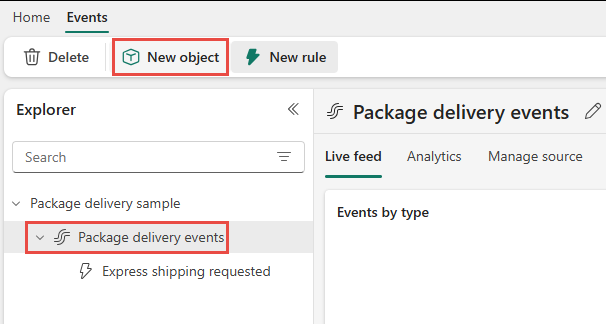 Home Events
Delete New object New rule
Explorer
Search
Package delivery sample
Package delivery events
Express shipping requested
Package delivery events
Live feed Analytics Manage source
Events by type